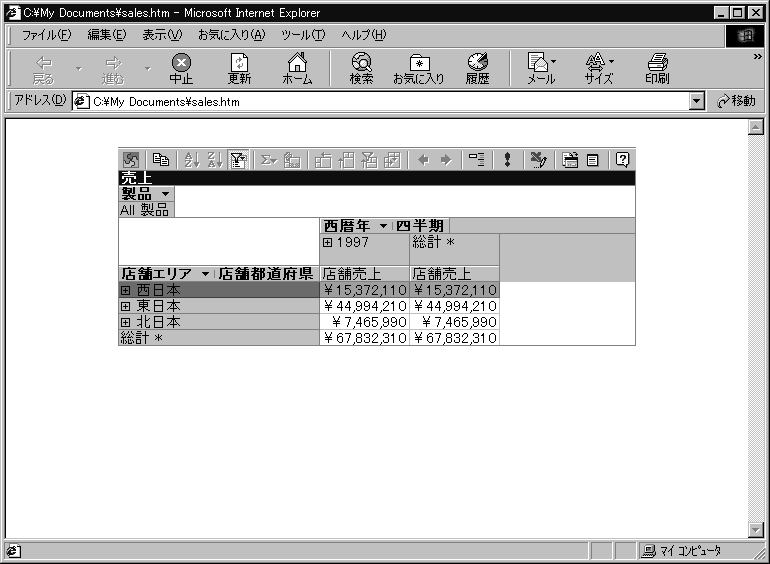 C:¥My Documents¥sales.htm - Microsoft Internet Explorer
ファイル(F) 編集(E) 表示(V) お気に入り(A) ツール(T) ヘルプ(H)
戻る 進む 中止 更新 ホーム 検索 お気に入り 履歴 メール サイズ 印刷
アドレス(D) C:¥My Documents¥sales.htm 移動
売上
製品
All 製品
西暦年 四半期
1997 総計 *
店舗エリア 店舗都道府県 店舗売上 店舗売上
西日本 ¥15,372,110 ¥15,372,110
東日本 ¥44,994,210 ¥44,994,210
北日本 ¥7,465,990 ¥7,465,990
総計 * ¥67,832,310 ¥67,832,310
マイ コンピュータ